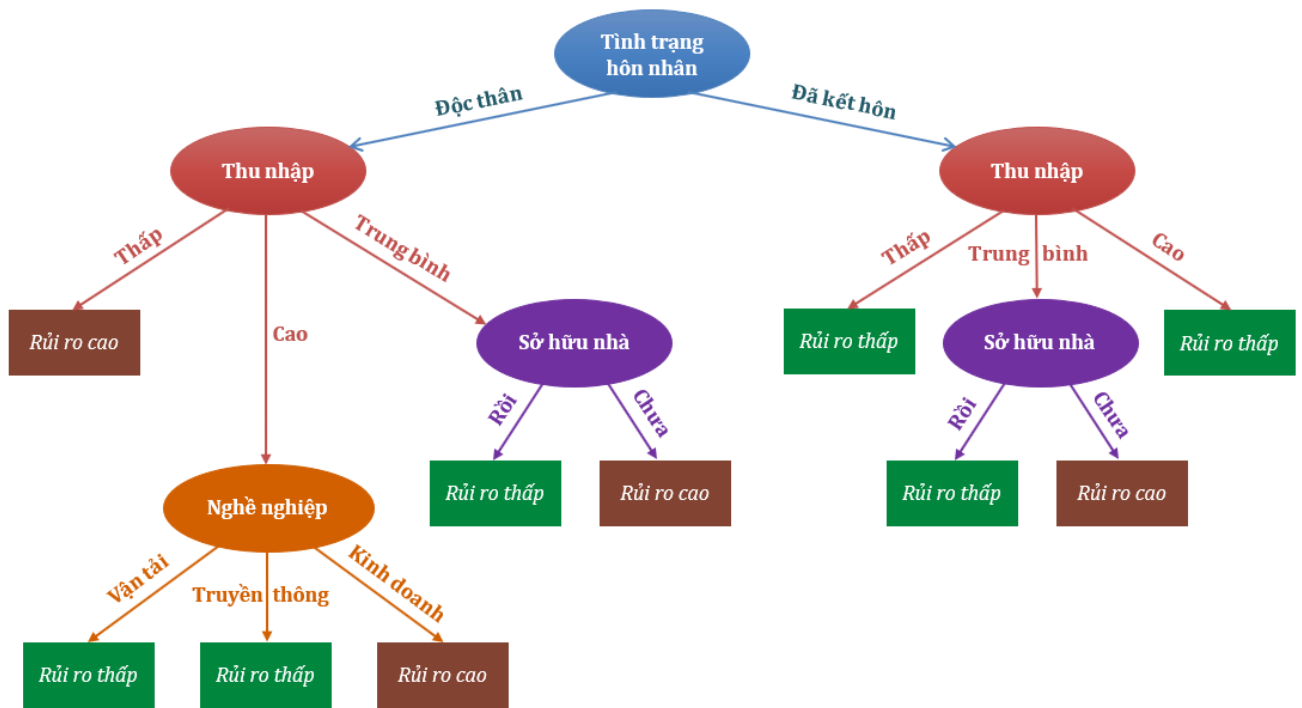 Tình trạng
hôn nhân
Độc thân
Đã kết hôn
Thu nhập
Thu nhập
Thấp
Trung bình
Thấp
Trung bình
Cao
Rủi ro cao
Cao
Sở hữu nhà
Rủi ro thấp
Sở hữu nhà
Rủi ro thấp
Rồi
Chưa
Rồi
Chưa
Rủi ro thấp
Rủi ro cao
Rủi ro thấp
Rủi ro cao
Nghề nghiệp
Vận tải
Truyền thông
Kinh doanh
Rủi ro thấp
Rủi ro thấp
Rủi ro cao